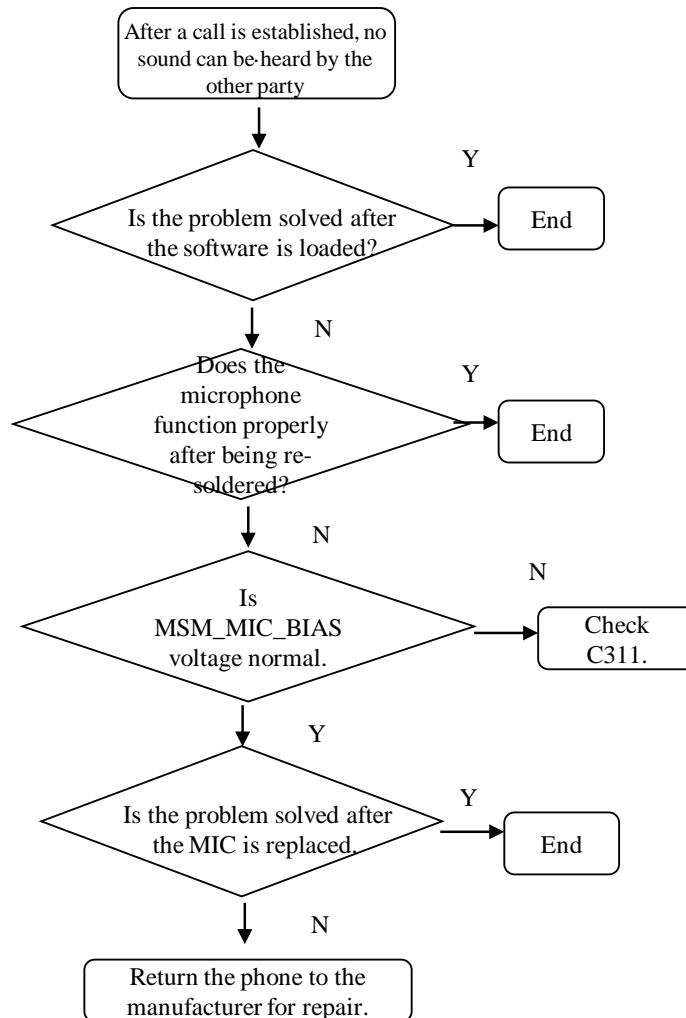 After a call is established, no
sound can be·heard by the
other party
Y
Is the problem solved after
the software is loaded?
End
N
Does the
microphone
function properly
after being re-
soldered?
Y
End
N
Is
MSM_MIC_BIAS
voltage normal.
N
Check
C311.
Y
Is the problem solved after
the MIC is replaced.
Y
End
N
Return the phone to the
manufacturer for repair.